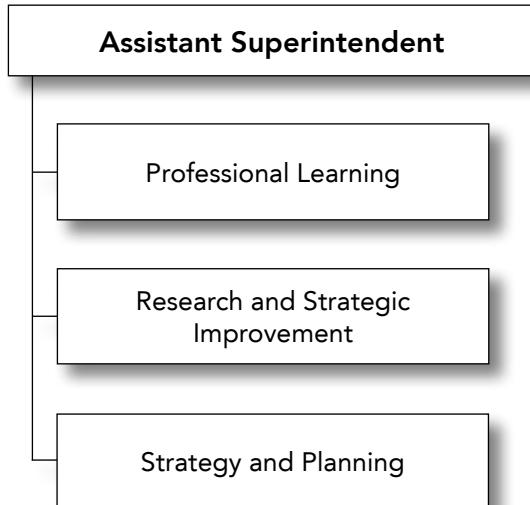 Assistant Superintendent
Professional Learning
Research and Strategic
Improvement
Strategy and Planning